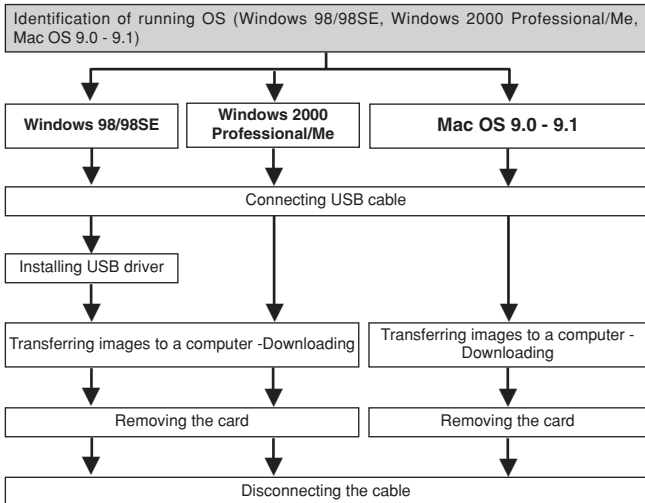 Identification of running OS (Windows 98/98SE, Windows 2000 Professional/Me,
Mac OS 9.0 - 9.1)
Windows 98/98SE
Windows 2000
Professional/Me
Mac OS 9.0 - 9.1
Connecting USB cable
Installing USB driver
Transferring images to a computer -Downloading
Transferring images to a computer -
Downloading
Removing the card
Removing the card
Disconnecting the cable